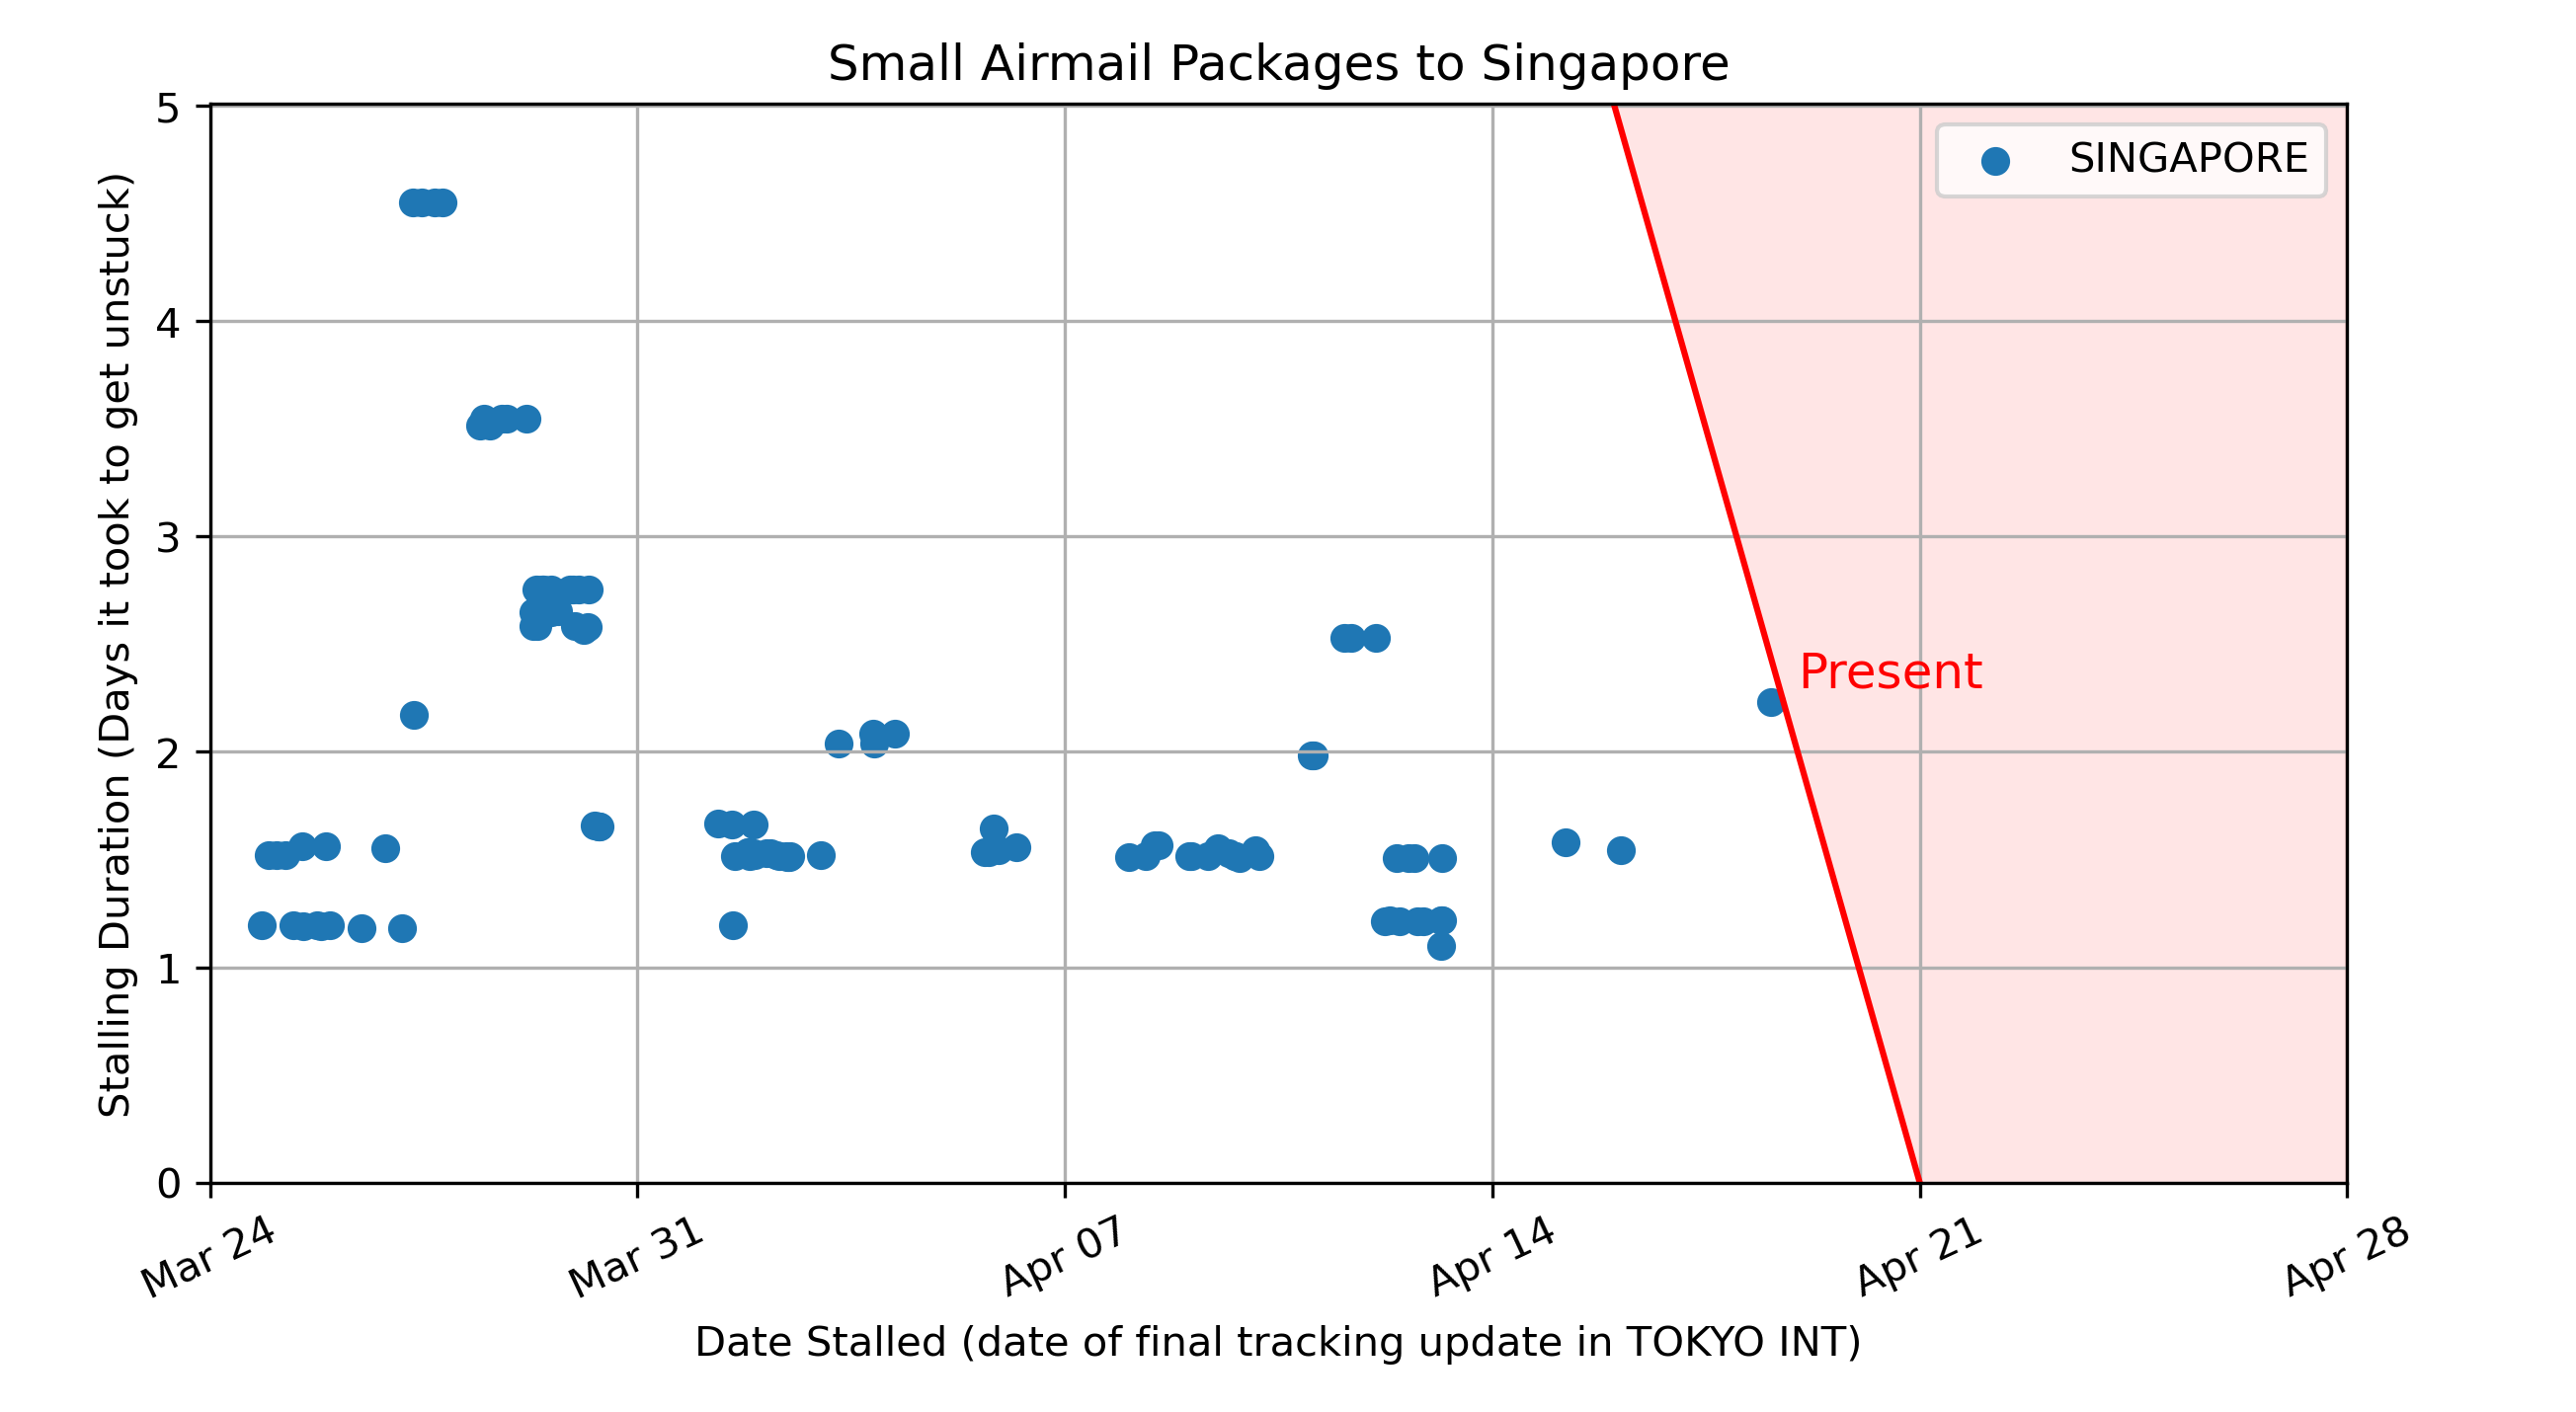 Small Airmail Packages to Singapore
Stalling Duration (Days it took to get unstuck)
5
4
3
2
1
0
SINGAPORE
Present
Mar 24
Mar 31
Apr 07
Apr 14
Apr 21
Apr 28
Date Stalled (date of final tracking update in TOKYO INT)